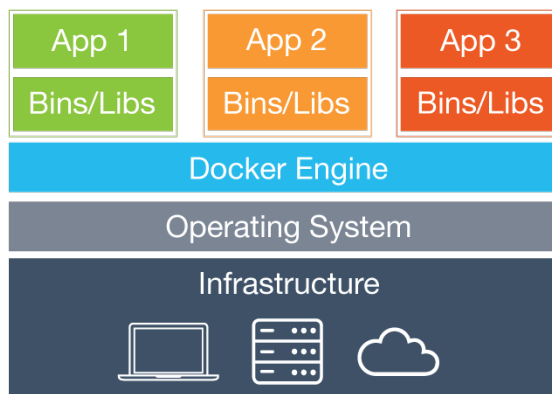 App 1
App 2
App 3
Bins/Libs
Bins/Libs
Bins/Libs
Docker Engine
Operating System
Infrastructure